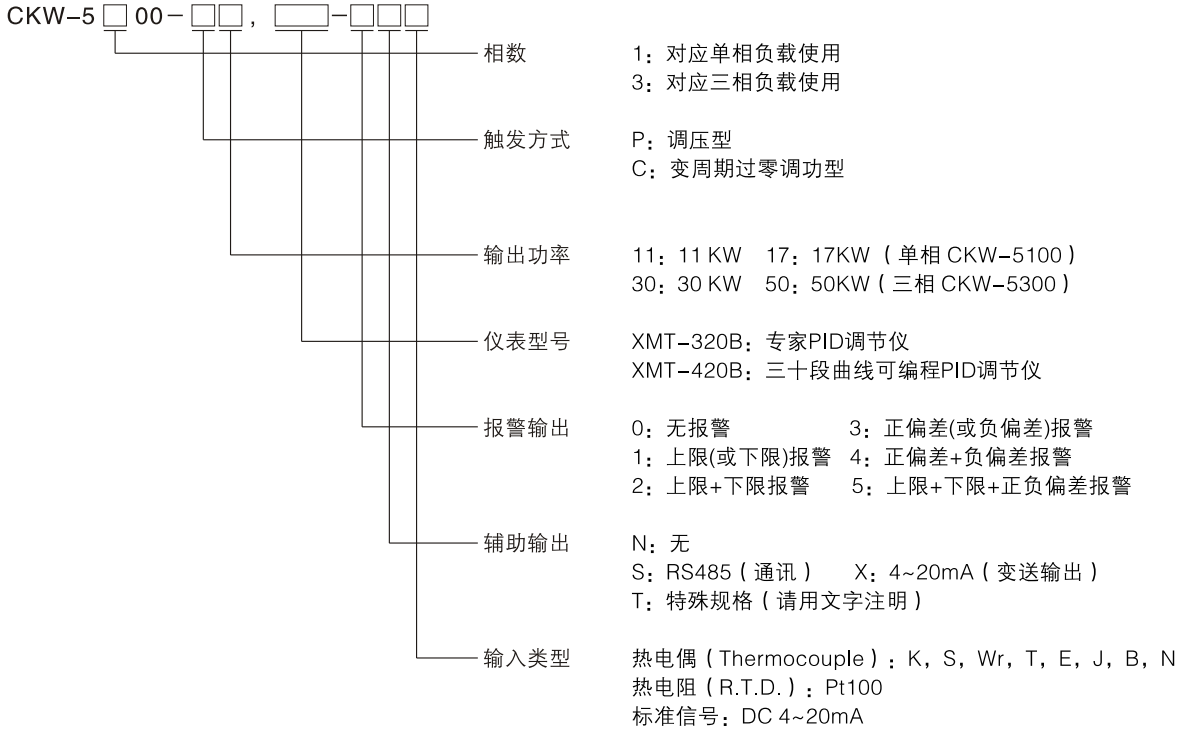 CKW-5□00-□□, □-□□□
相数 1：对应单相负载使用
3：对应三相负载使用
触发方式 P：调压型
C：变周期过零调功型
输出功率 11：11 KW 17：17KW（单相 CKW-5100）
30：30 KW 50：50KW（三相 CKW-5300）
仪表型号 XMT-320B：专家PID调节仪
XMT-420B：三十段曲线可编程PID调节仪
报警输出 0：无报警 3：正偏差(或负偏差)报警
1：上限(或下限)报警 4：正偏差+负偏差报警
2：上限+下限报警 5：上限+下限+正负偏差报警
辅助输出 N：无
S：RS485（通讯） X：4~20mA（变送输出）
T：特殊规格（请用文字注明）
输入类型 热电偶（Thermocouple）：K，S，Wr，T，E，J，B，N
热电阻（R.T.D.）：Pt100
标准信号：DC 4~20mA